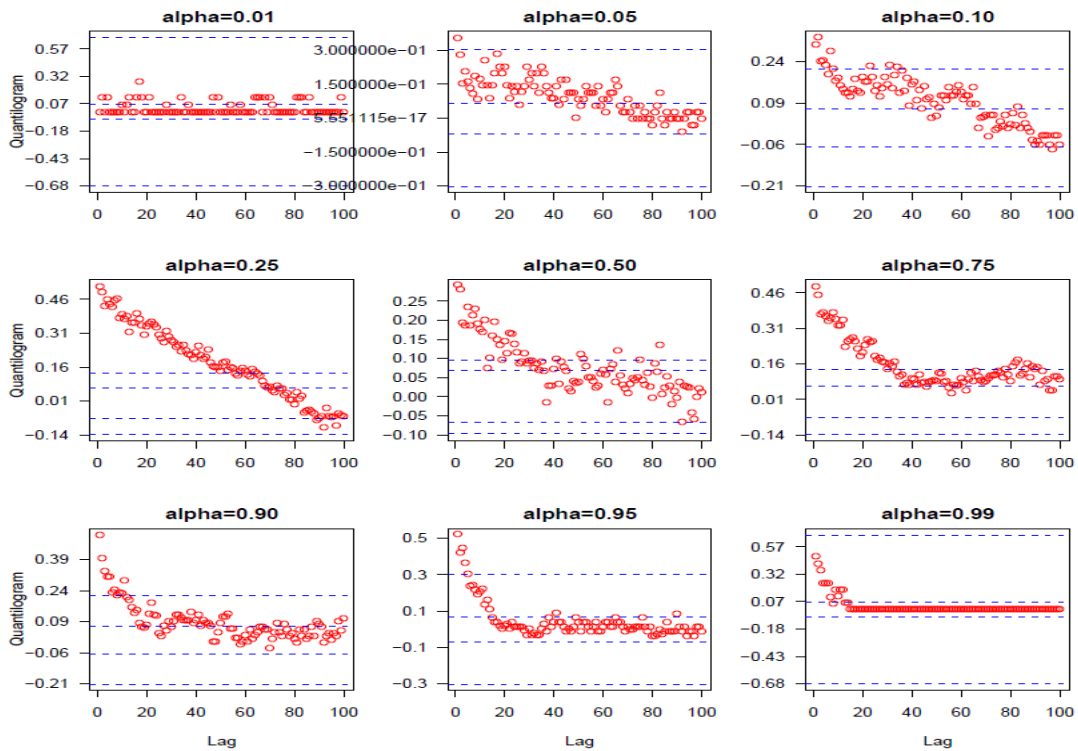 alpha=0.01
Quantilogram
0.57
0.32
0.07
−0.18
−0.43
−0.68
0 20 40 60 80 100
alpha=0.05
3.000000e−01
1.500000e−01
5.551115e−17
−1.500000e−01
−3.000000e−01
0 20 40 60 80 100
alpha=0.10
0.24
0.09
−0.06
−0.21
0 20 40 60 80 100
alpha=0.25
Quantilogram
0.46
0.31
0.16
0.01
−0.14
0 20 40 60 80 100
alpha=0.50
0.25
0.20
0.15
0.10
0.05
0.00
−0.05
−0.10
0 20 40 60 80 100
alpha=0.75
0.46
0.31
0.16
0.01
−0.14
0 20 40 60 80 100
alpha=0.90
Quantilogram
0.39
0.24
0.09
−0.06
−0.21
0 20 40 60 80 100
Lag
alpha=0.95
0.5
0.3
0.1
−0.1
−0.3
0 20 40 60 80 100
Lag
alpha=0.99
0.57
0.32
0.07
−0.18
−0.43
−0.68
0 20 40 60 80 100
Lag